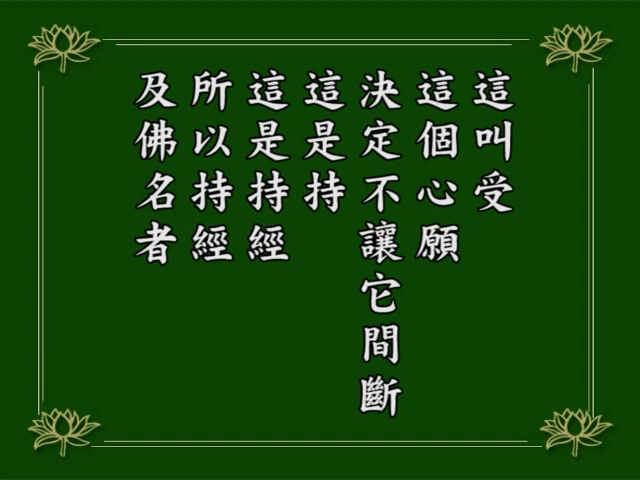 這叫受
這個心願
決定不讓它間斷
這是持
這是持經
所以持經
及佛名者